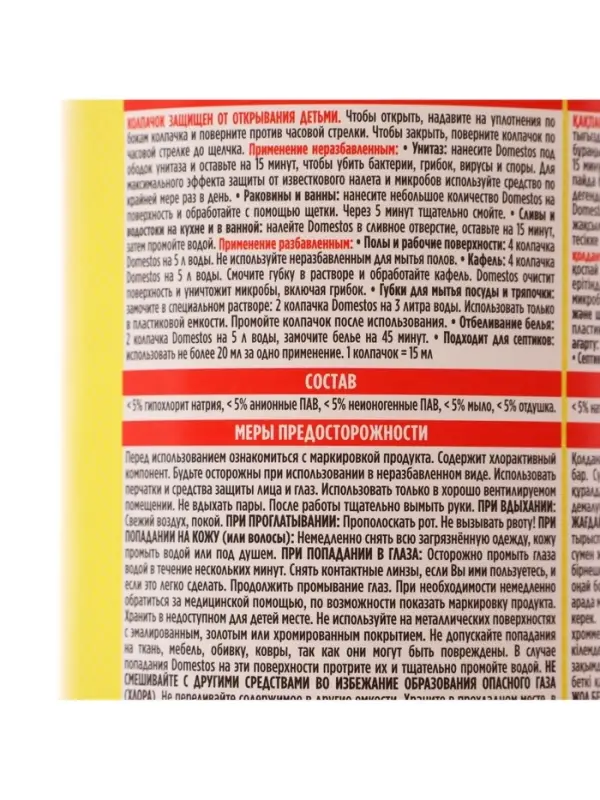 КОЛПАЧОК ЗАЩИЩЕН ОТ ОТКРЫВАНИЯ ДЕТЬМИ. Чтобы открыть, надавите на уплотнения по
бокам колпачка и поверните против часовой стрелки. Чтобы закрыть, поверните колпачок по
часовой стрелке до щелчка. Применение неразбавленным: • Унитаз: нанесите Domestos под
ободок унитаза и оставьте на 15 минут, чтобы убить бактерии, грибок, вирусы и споры. Для
максимального эффекта защиты от известкового налета и микробов используйте средство по
крайней мере раз в день. • Раковины и ванны: нанесите небольшое количество Domestos на
поверхность и обработайте с помощью щетки. Через 5 минут тщательно смойте. • Сливы и
водостоки на кухне и в ванной: налейте Domestos в сливное отверстие, оставьте на 15 минут,
затем промойте водой. Применение разбавленным: • Полы и рабочие поверхности: 4 колпачка
Domestos на 5 л воды. Не используйте неразбавленным для мытья полов. • Кафель: 4 колпачка
Domestos на 5 л воды. Смочите губку в растворе и обработайте кафель. Domestos очистит
поверхность и уничтожит микробы, включая грибок. • Губки для мытья посуды и тряпочки:
замочите в специальном растворе: 2 колпачка Domestos на 3 литра воды. Использовать только
в пластиковой емкости. Промойте колпачок после использования. • Отбеливание белья:
2 колпачка Domestos на 5 л воды, замочите белье на 45 минут. • Подходит для септиков:
использовать не более 20 мл за одно применение. 1 колпачок = 15 мл
СОСТАВ
< 5% гипохлорит натрия, < 5% анионные ПАВ, < 5% неионогенные ПАВ, < 5% мыло, < 5% отдушка.
МЕРЫ ПРЕДОСТОРОЖНОСТИ
Перед использованием ознакомиться с маркировкой продукта. Содержит хлорактивный
компонент. Будьте осторожны при использовании в неразбавленном виде. Использовать
перчатки и средства защиты лица и глаз. Использовать только в хорошо вентилируемом
помещении. Не вдыхать пары. После работы тщательно вымыть руки. ПРИ ВДЫХАНИИ:
Свежий воздух, покой. ПРИ ПРОГЛАТЫВАНИИ: Прополоскать рот. Не вызывать рвоту! ПРИ
ПОПАДАНИИ НА КОЖУ (или волосы): Немедленно снять всю загрязнённую одежду, кожу
промыть водой или под душем. ПРИ ПОПАДАНИИ В ГЛАЗА: Осторожно промыть глаза
водой в течение нескольких минут. Снять контактные линзы, если Вы ими пользуетесь, и
если это легко сделать. Продолжить промывание глаз. При необходимости немедленно
обратиться за медицинской помощью, по возможности показать маркировку продукта.
Хранить в недоступном для детей месте. Не используйте на металлических поверхностях
с эмалированным, золотым или хромированным покрытием. Не допускайте попадания
на ткань, мебель, обивку, ковры, так как они могут быть повреждены. В случае
попадания Domestos на эти поверхности протрите их и тщательно промойте водой. НЕ
СМЕШИВАЙТЕ С ДРУГИМИ СРЕДСТВАМИ ВО ИЗБЕЖАНИЕ ОБРАЗОВАНИЯ ОПАСНОГО ГАЗА
(ХЛОРА). Не переливайте содержимое в другие емкости. Храните в прохладном месте, в